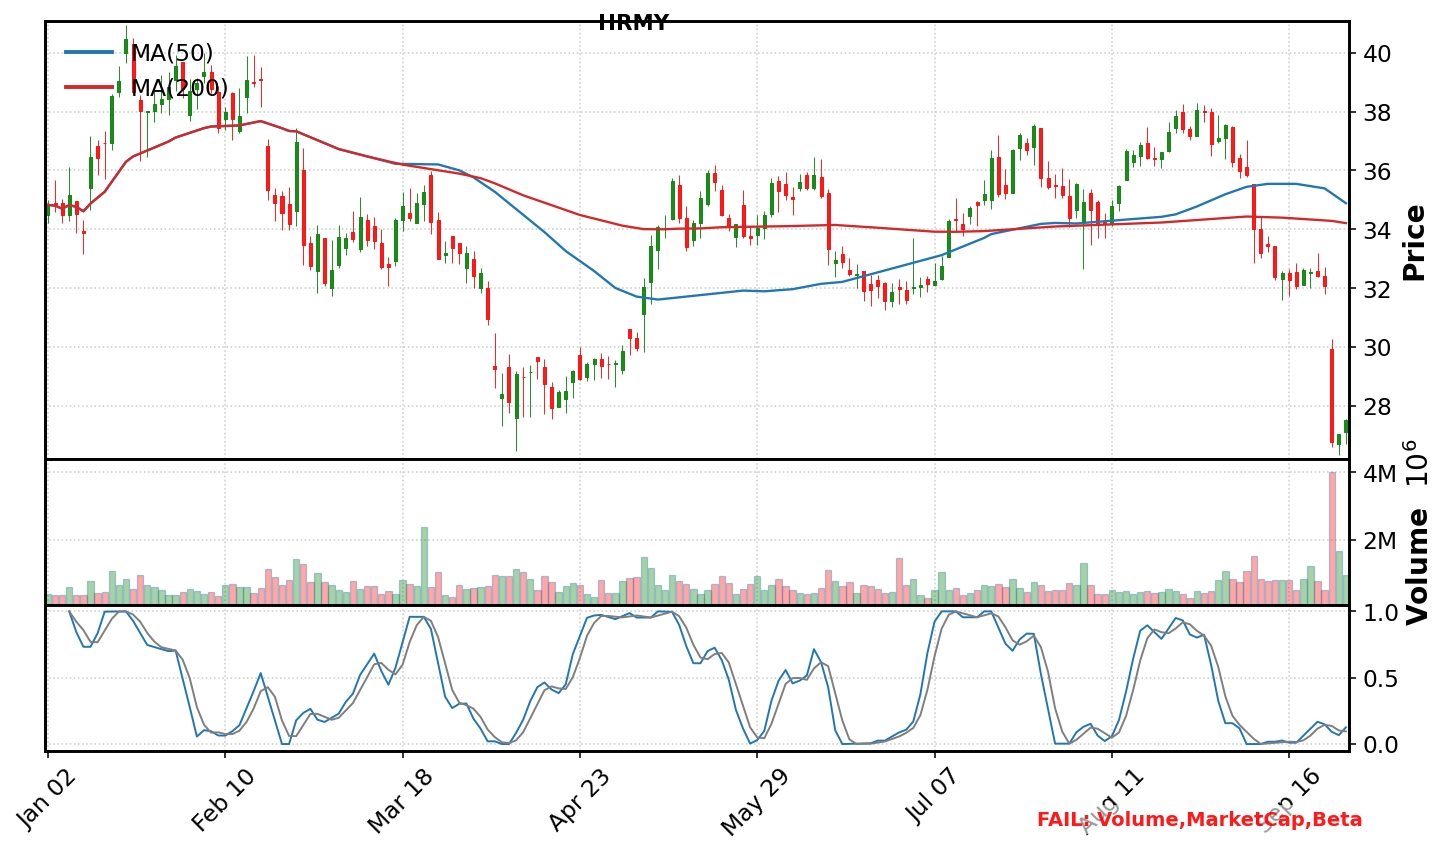 HRMY
MA(50)
MA(200)
40
38
36
34
32
30
28
Price
4M
2M
Volume 10^6
1.0
0.5
0.0
Jan 02
Feb 10
Mar 18
Apr 23
May 29
Jul 07
Aug 11
Sep 16
FAIL: Volume,MarketCap,Beta